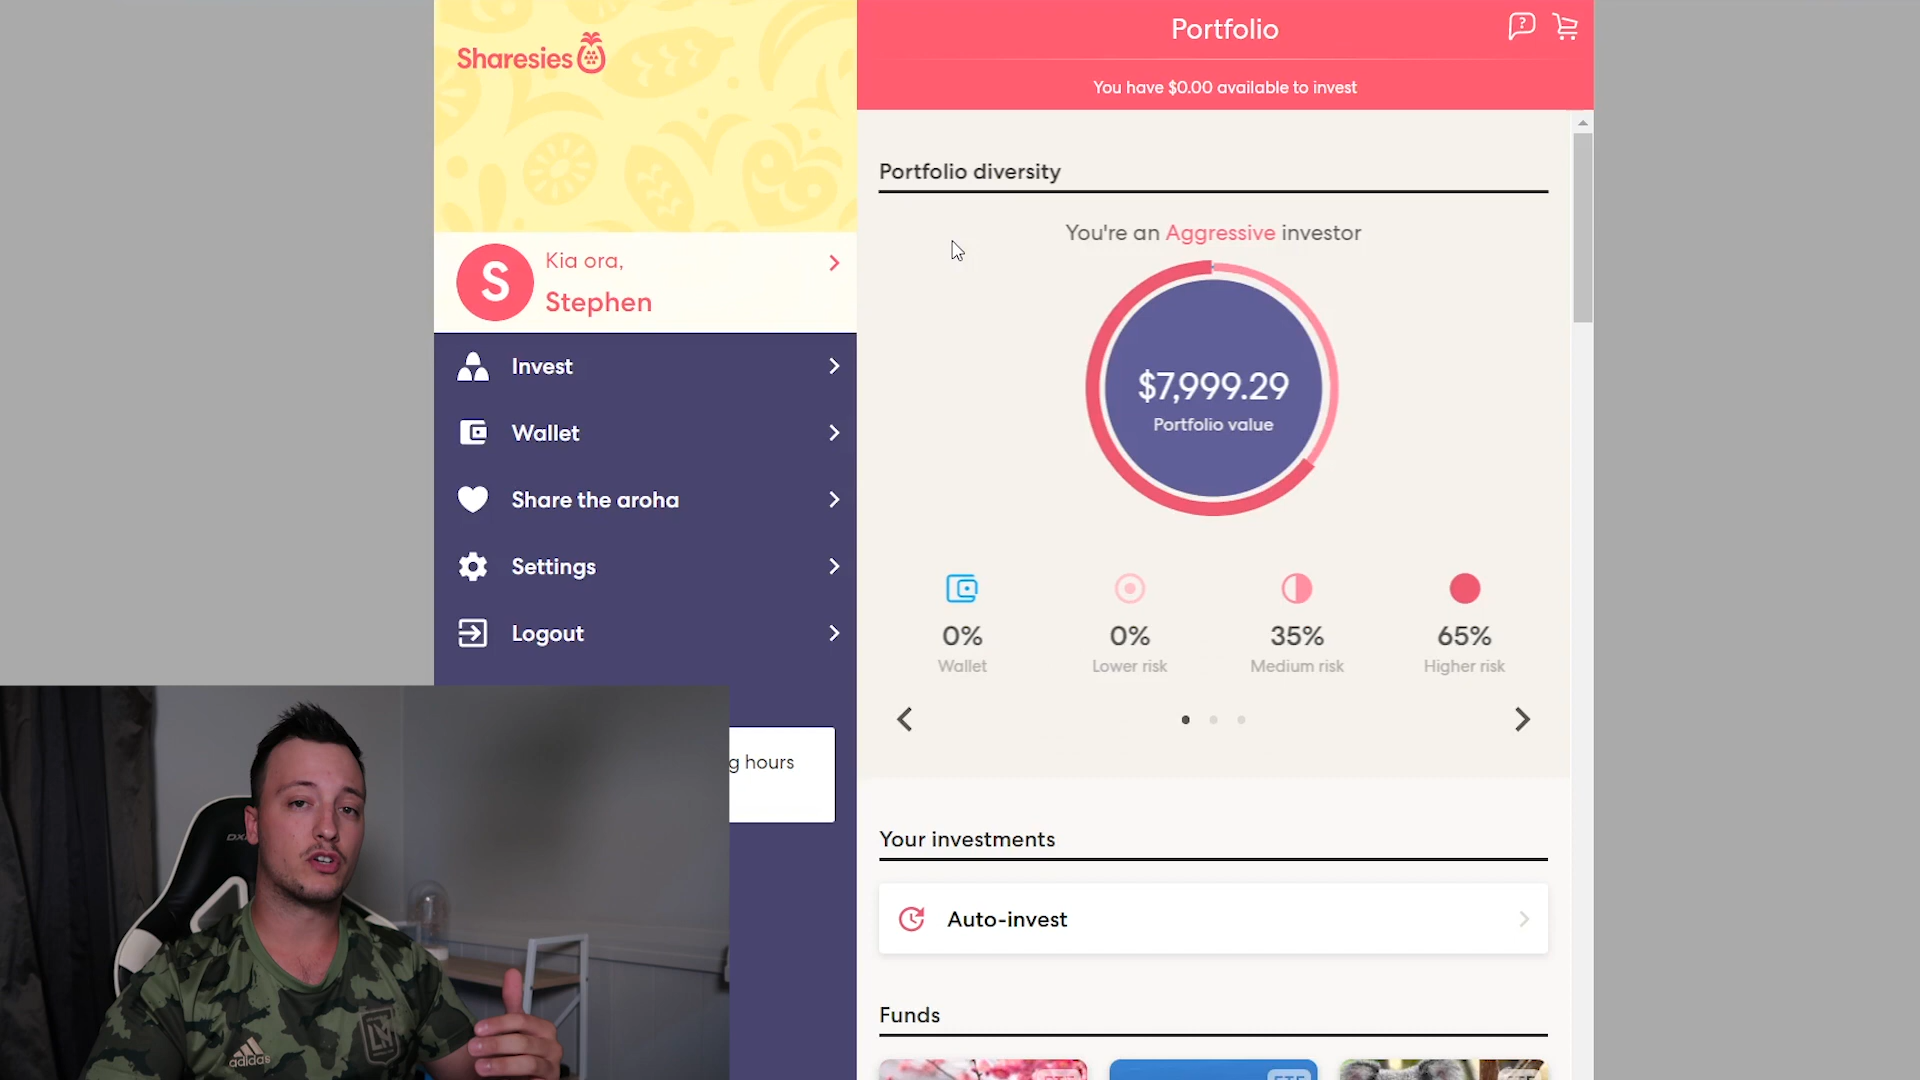 Sharesies
Kia ora,
S
Stephen
Invest
Wallet
Share the aroha
Settings
Logout
g hours
Portfolio
?
You have $0.00 available to invest
Portfolio diversity
You're an Aggressive investor
$7,999.29
Portfolio value
0%
Wallet
0%
Lower risk
35%
Medium risk
65%
Higher risk
Your investments
Auto-invest
Funds
ETF
adidas